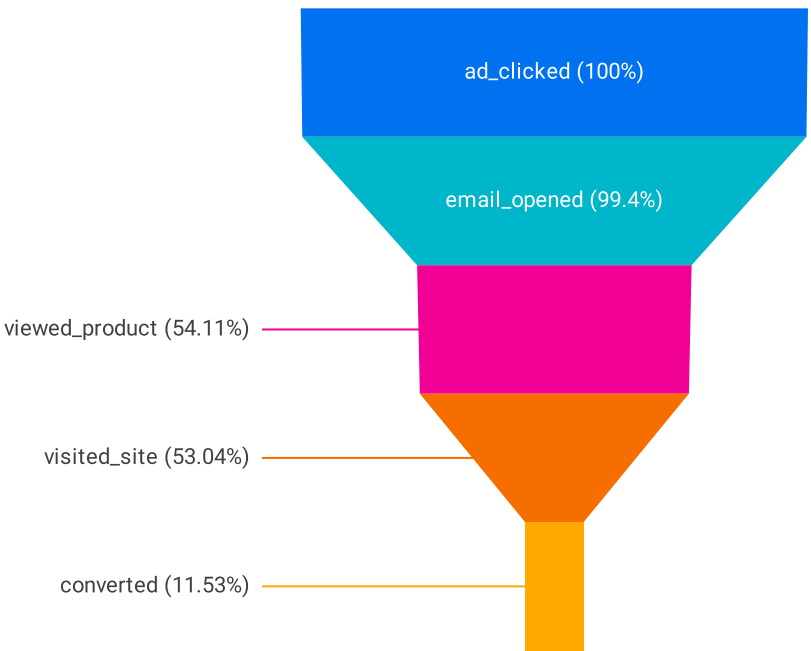 ad_clicked (100%)
email_opened (99.4%)
viewed_product (54.11%)
visited_site (53.04%)
converted (11.53%)